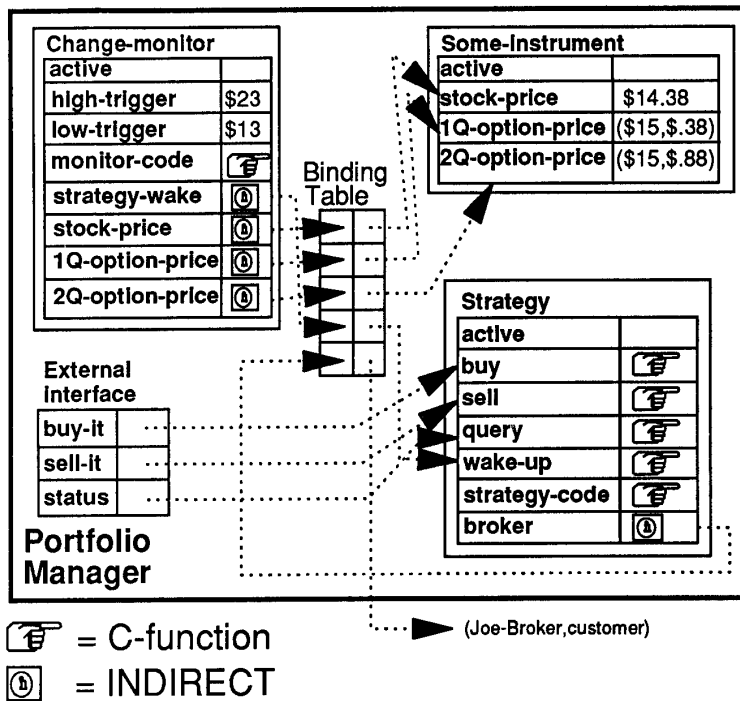 Change-monitor
active
high-trigger $23
low-trigger $13
monitor-code
strategy-wake
stock-price
1Q-option-price
2Q-option-price
Binding
Table
Some-instrument
active
stock-price $14.38
1Q-option-price ($15,$.38)
2Q-option-price ($15,$.88)
Strategy
active
buy
sell
query
wake-up
strategy-code
broker
External
interface
buy-it
sell-it
status
Portfolio
Manager
(Joe-Broker,customer)
= C-function
= INDIRECT